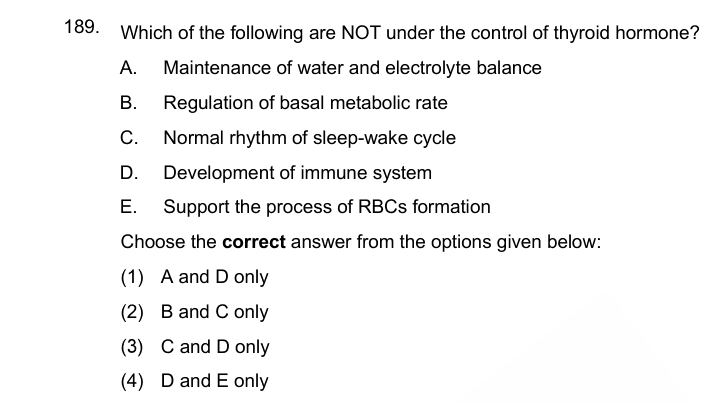 189. Which of the following are NOT under the control of thyroid hormone?
A. Maintenance of water and electrolyte balance
B. Regulation of basal metabolic rate
C. Normal rhythm of sleep-wake cycle
D. Development of immune system
E. Support the process of RBCs formation
Choose the correct answer from the options given below:
(1) A and D only
(2) B and C only
(3) C and D only
(4) D and E only